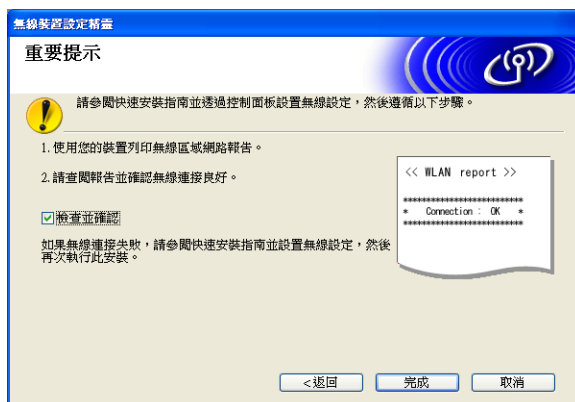 無線裝置設定精靈
重要提示
請參閱快速安裝指南並透過控制面板設置無線設定，然後遵循以下步驟。
1. 使用您的裝置列印無線區域網路報告。
2. 請查閱報告並確認無線連接良好。
<< WLAN report >>
*************************
* Connection : OK *
*************************
檢查並確認
如果無線連接失敗，請參閱快速安裝指南並設置無線設定，然後
再次執行此安裝。
<返回
完成
取消